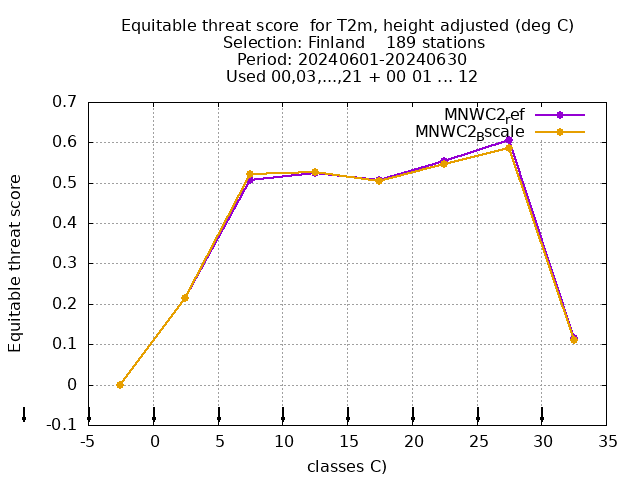 Equitable threat score  for T2m, height adjusted (deg C)
Selection: Finland    189 stations
Period: 20240601-20240630
Used 00,03,...,21 + 00 01 ... 12
MNWC2ref
MNWC2Bscale
Equitable threat score
0.7
0.6
0.5
0.4
0.3
0.2
0.1
0
-0.1
-5 0 5 10 15 20 25 30 35
classes C)